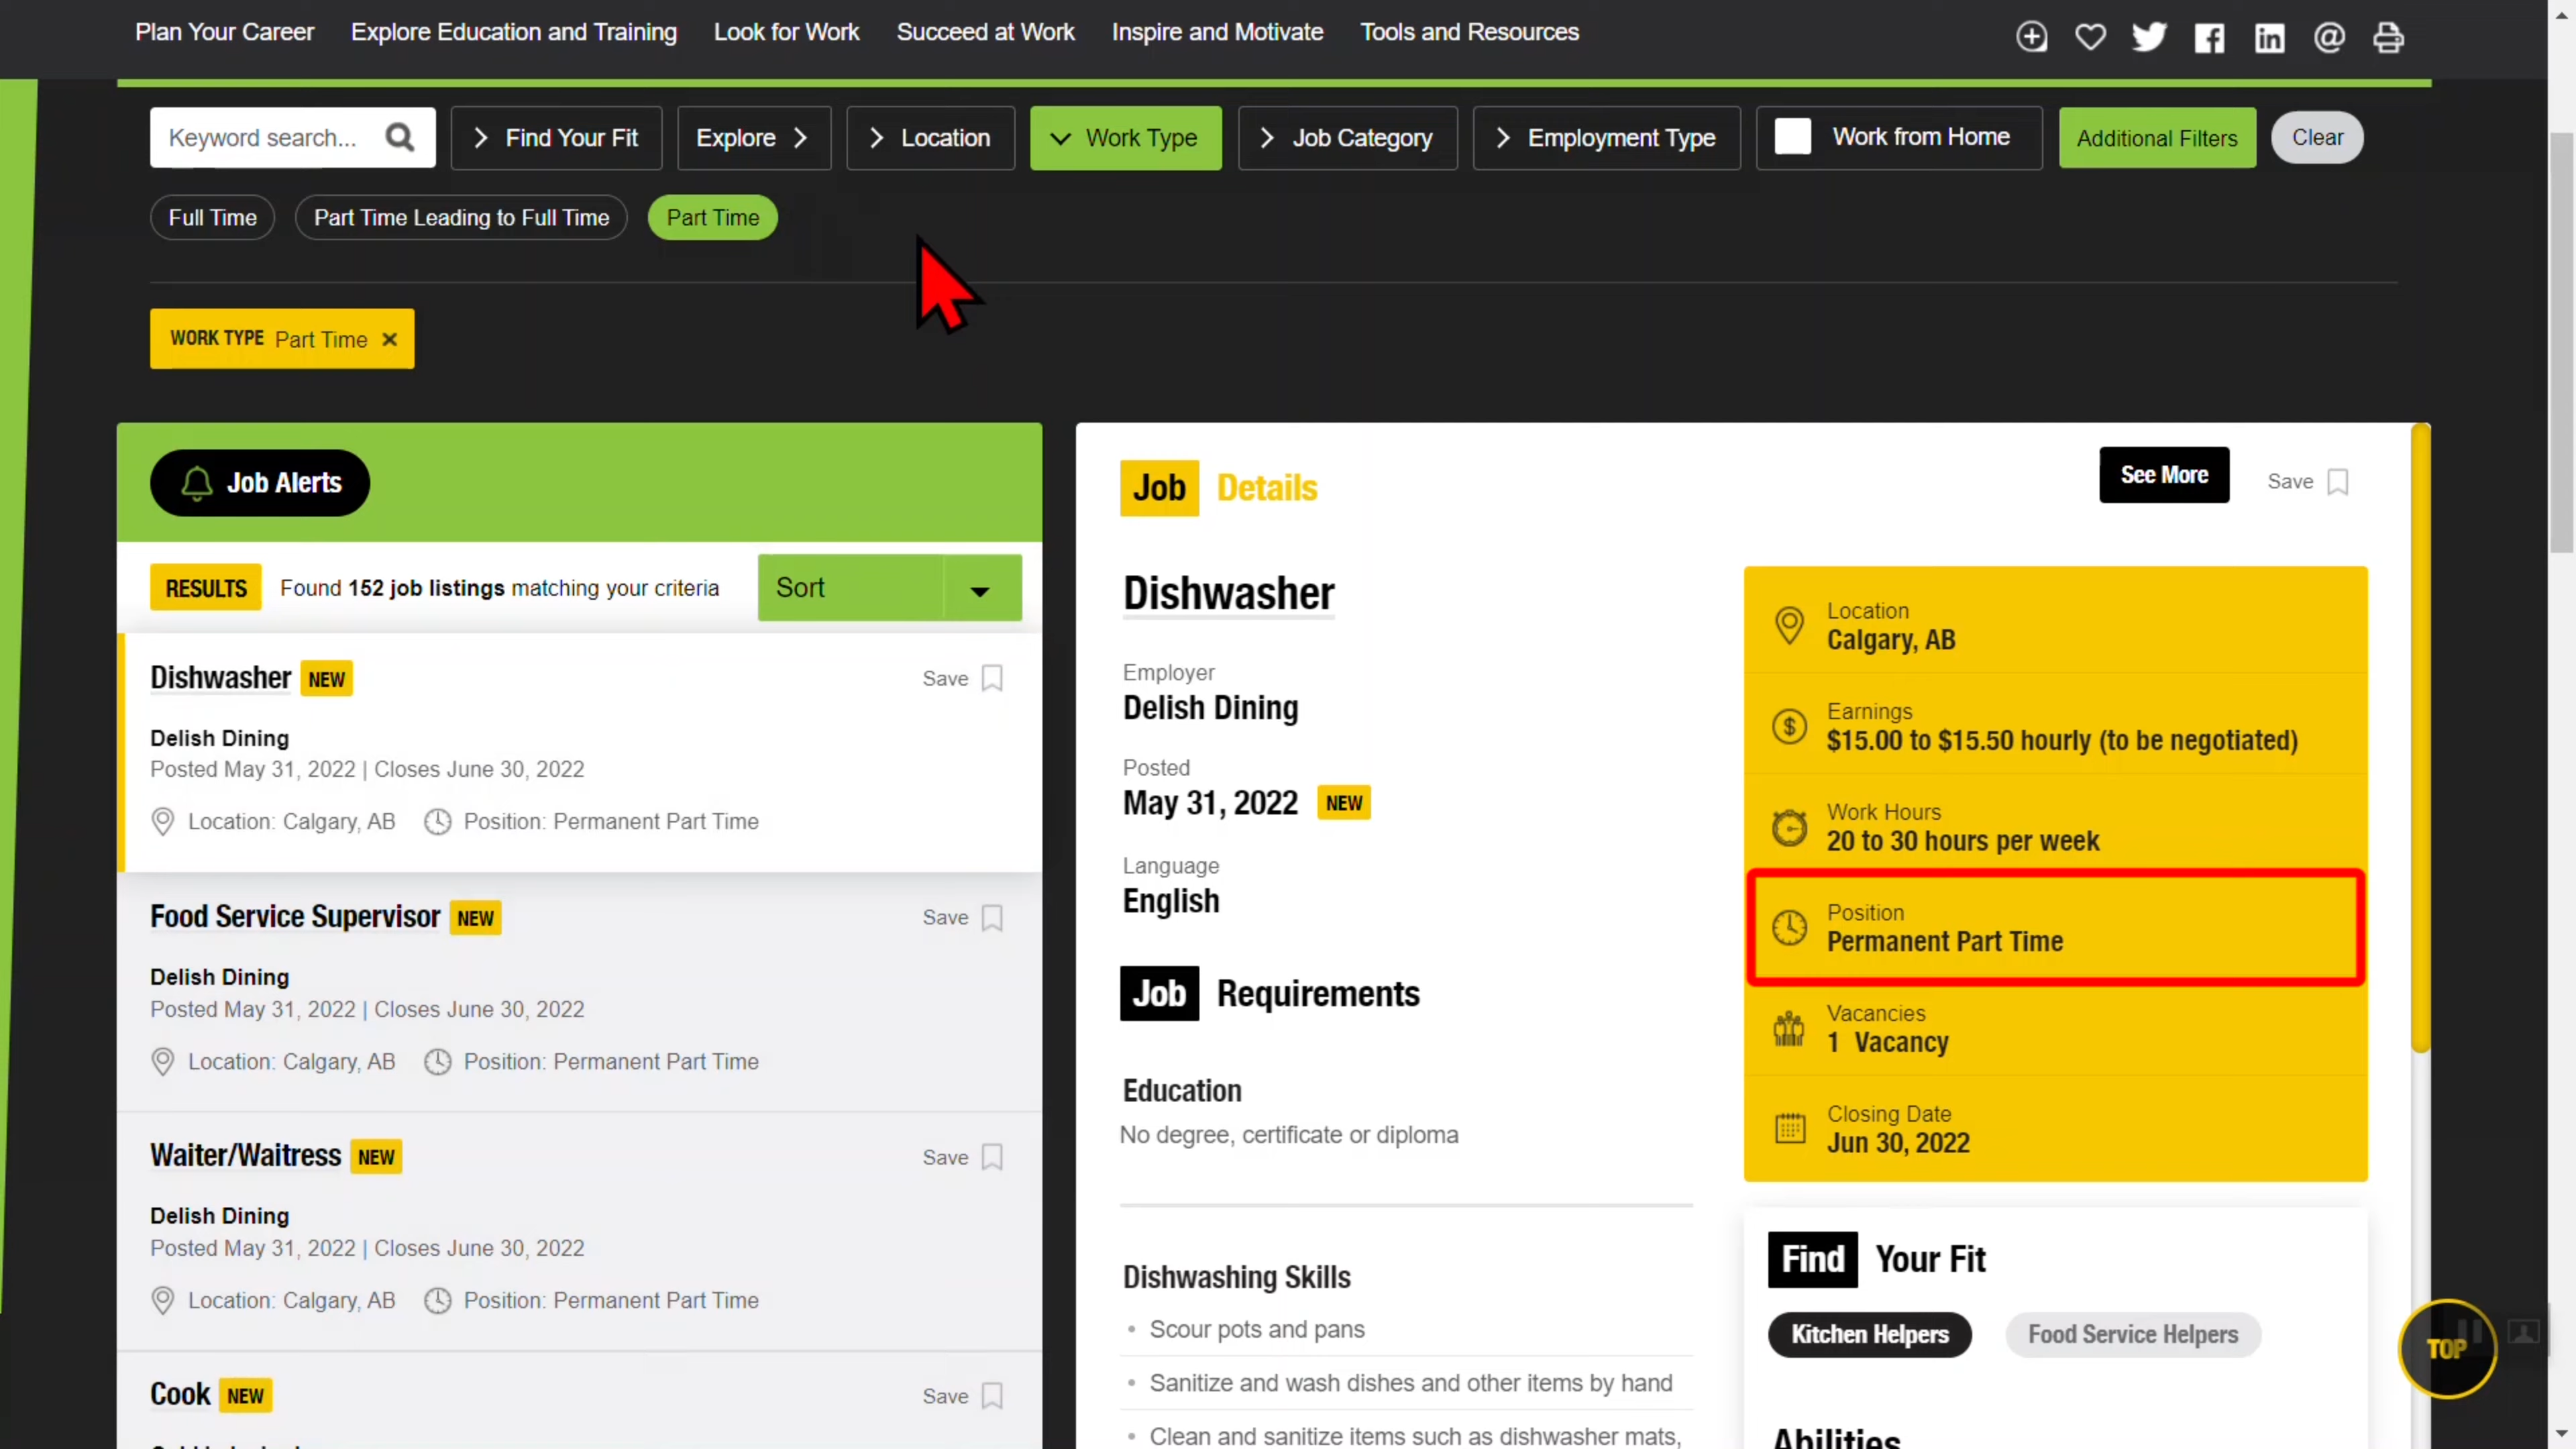 Plan Your Career Explore Education and Training Look for Work Succeed at Work Inspire and Motivate Tools and Resources
Keyword search... Find Your Fit Explore Location Work Type Job Category Employment Type Work from Home Additional Filters Clear
Full Time Part Time Leading to Full Time Part Time
WORK TYPE Part Time ×
Job Alerts
RESULTS Found 152 job listings matching your criteria Sort
Dishwasher NEW Save
Delish Dining
Posted May 31, 2022 | Closes June 30, 2022
Location: Calgary, AB Position: Permanent Part Time
Food Service Supervisor NEW Save
Delish Dining
Posted May 31, 2022 | Closes June 30, 2022
Location: Calgary, AB Position: Permanent Part Time
Waiter/Waitress NEW Save
Delish Dining
Posted May 31, 2022 | Closes June 30, 2022
Location: Calgary, AB Position: Permanent Part Time
Cook NEW Save
Job Details See More Save
Dishwasher
Employer
Delish Dining
Posted
May 31, 2022 NEW
Language
English
Job Requirements
Education
No degree, certificate or diploma
Dishwashing Skills
• Scour pots and pans
• Sanitize and wash dishes and other items by hand
• Clean and sanitize items such as dishwasher mats,
Location
Calgary, AB
Earnings
$15.00 to $15.50 hourly (to be negotiated)
Work Hours
20 to 30 hours per week
Position
Permanent Part Time
Vacancies
1 Vacancy
Closing Date
Jun 30, 2022
Find Your Fit
Kitchen Helpers Food Service Helpers
Abilities
TOP